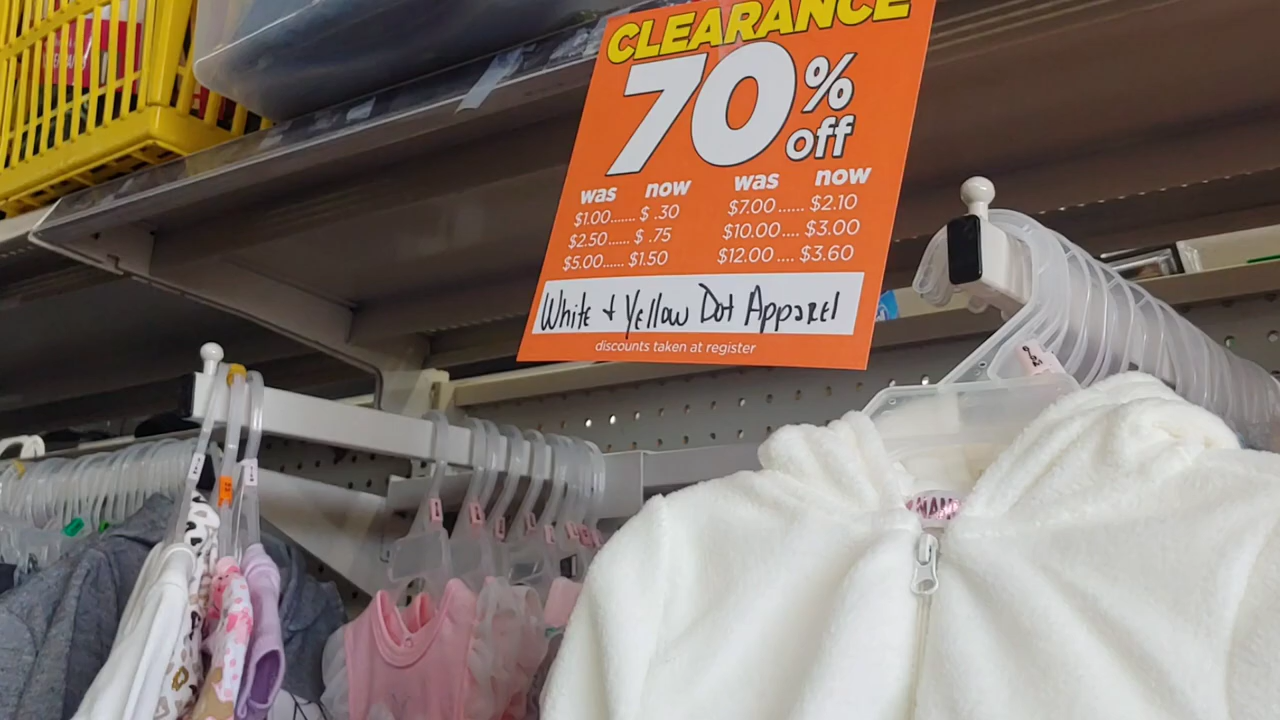 CLEARANCE
70% off
was now
$1.00....... $ .30
$2.50...... $ .75
$5.00...... $1.50
was now
$7.00...... $2.10
$10.00.... $3.00
$12.00.... $3.60
White + Yellow Dot Apparel
discounts taken at register